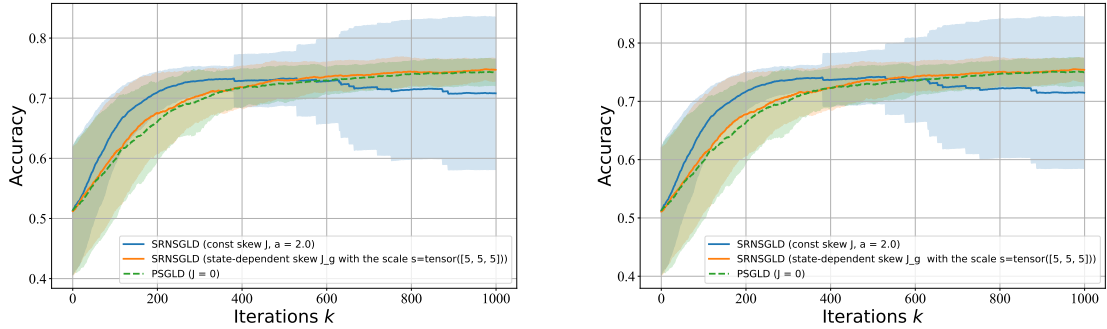 0.8
0.7
0.6
0.5
0.4
Accuracy
SRNSGLD (const skew J, a = 2.0)
SRNSGLD (state-dependent skew J_g with the scale s=tensor([5, 5, 5]))
PSGLD (J = 0)
0 200 400 600 800 1000
Iterations k
0.8
0.7
0.6
0.5
0.4
Accuracy
SRNSGLD (const skew J, a = 2.0)
SRNSGLD (state-dependent skew J_g  with the scale s=tensor([5, 5, 5]))
PSGLD (J = 0)
0 200 400 600 800 1000
Iterations k